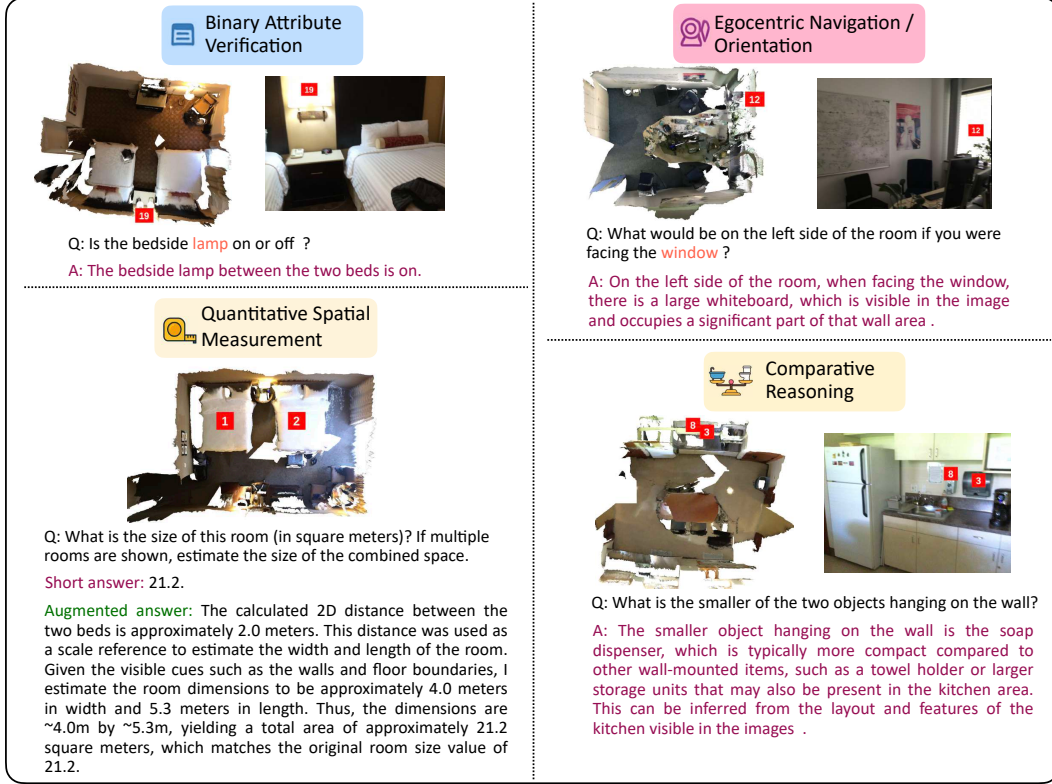 Binary Attribute
Verification
19
19
Q: Is the bedside lamp on or off ?
A: The bedside lamp between the two beds is on.
Quantitative Spatial
Measurement
1
2
Q: What is the size of this room (in square meters)? If multiple
rooms are shown, estimate the size of the combined space.
Short answer: 21.2.
Augmented answer: The calculated 2D distance between the
two beds is approximately 2.0 meters. This distance was used as
a scale reference to estimate the width and length of the room.
Given the visible cues such as the walls and floor boundaries, I
estimate the room dimensions to be approximately 4.0 meters
in width and 5.3 meters in length. Thus, the dimensions are
~4.0m by ~5.3m, yielding a total area of approximately 21.2
square meters, which matches the original room size value of
21.2.
Egocentric Navigation /
Orientation
12
12
Q: What would be on the left side of the room if you were
facing the window ?
A: On the left side of the room, when facing the window,
there is a large whiteboard, which is visible in the image
and occupies a significant part of that wall area .
Comparative
Reasoning
8
3
8
3
Q: What is the smaller of the two objects hanging on the wall?
A: The smaller object hanging on the wall is the soap
dispenser, which is typically more compact compared to
other wall-mounted items, such as a towel holder or larger
storage units that may also be present in the kitchen area.
This can be inferred from the layout and features of the
kitchen visible in the images .